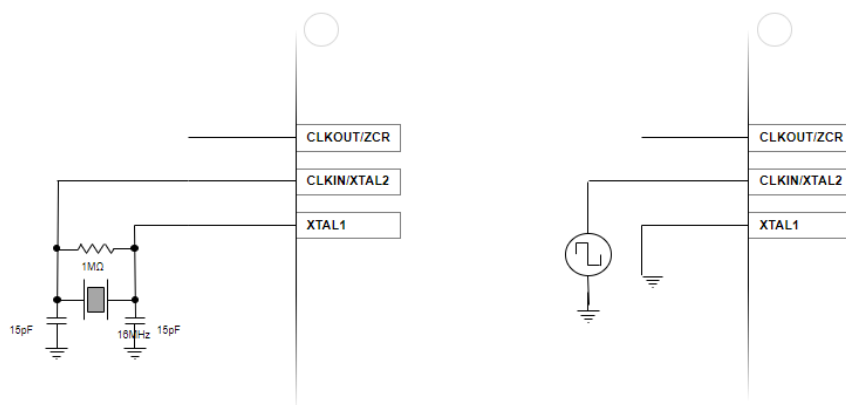 CLKOUT/ZCR
CLKIN/XTAL2
XTAL1
1MΩ
15pF
16MHz
15pF
CLKOUT/ZCR
CLKIN/XTAL2
XTAL1